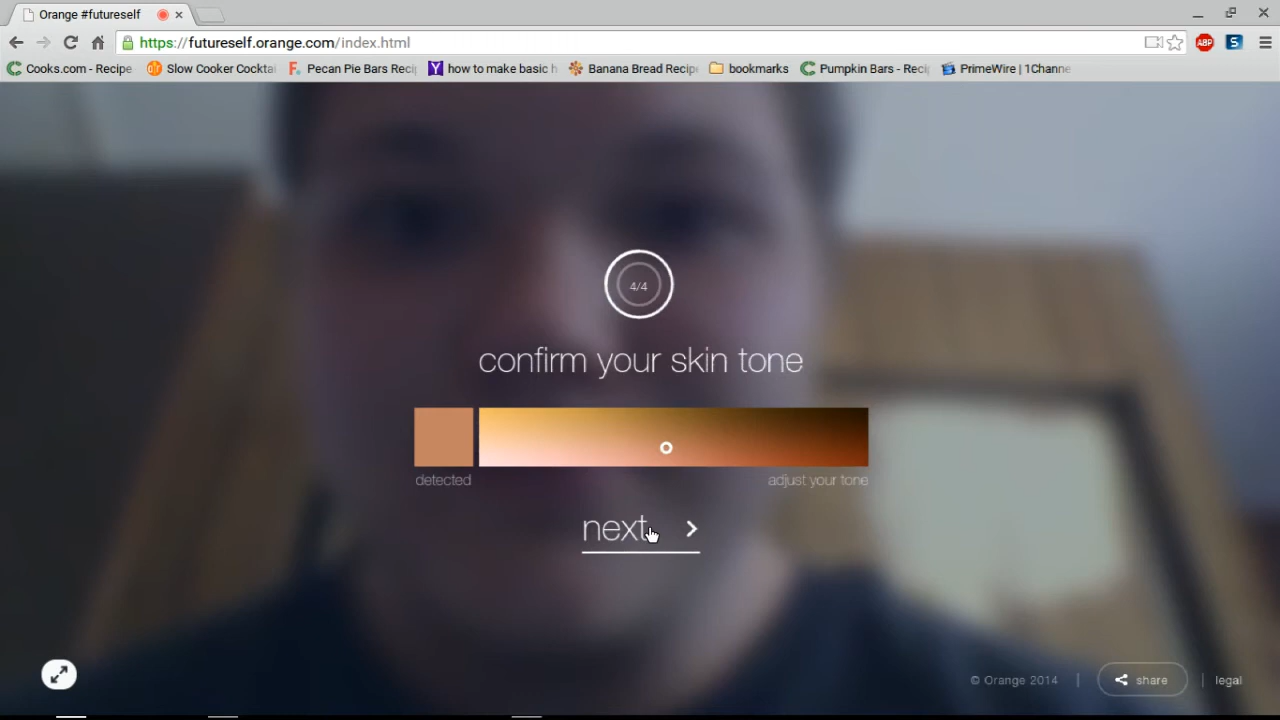 Orange #futureself
https://futureself.orange.com/index.html
ABP
S
Cooks.com - Recipe
Slow Cooker Cockta
Pecan Pie Bars Reci
how to make basic h
Banana Bread Recip
bookmarks
Pumpkin Bars - Reci
PrimeWire | 1Channe
4/4
confirm your skin tone
detected
adjust your tone
next
© Orange 2014 | share | legal